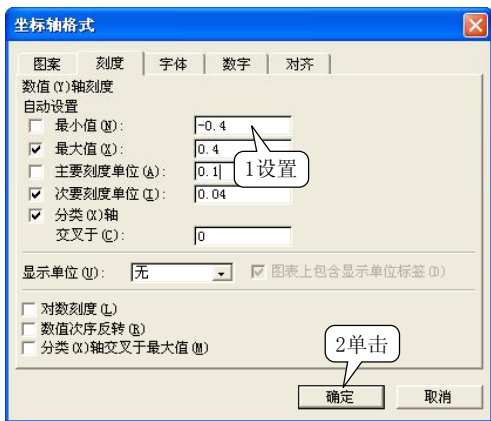 坐标轴格式
图案 刻度 字体 数字 对齐
数值(Y)轴刻度
自动设置
最小值(N): -0.4
最大值(X): 0.4
主要刻度单位(A): 0.1
1设置
次要刻度单位(I): 0.04
分类(X)轴
交叉于(C): 0
显示单位(U): 无 图表上包含显示单位标签(D)
对数刻度(L)
数值次序反转(R)
分类(X)轴交叉于最大值(M)
2单击
确定 取消